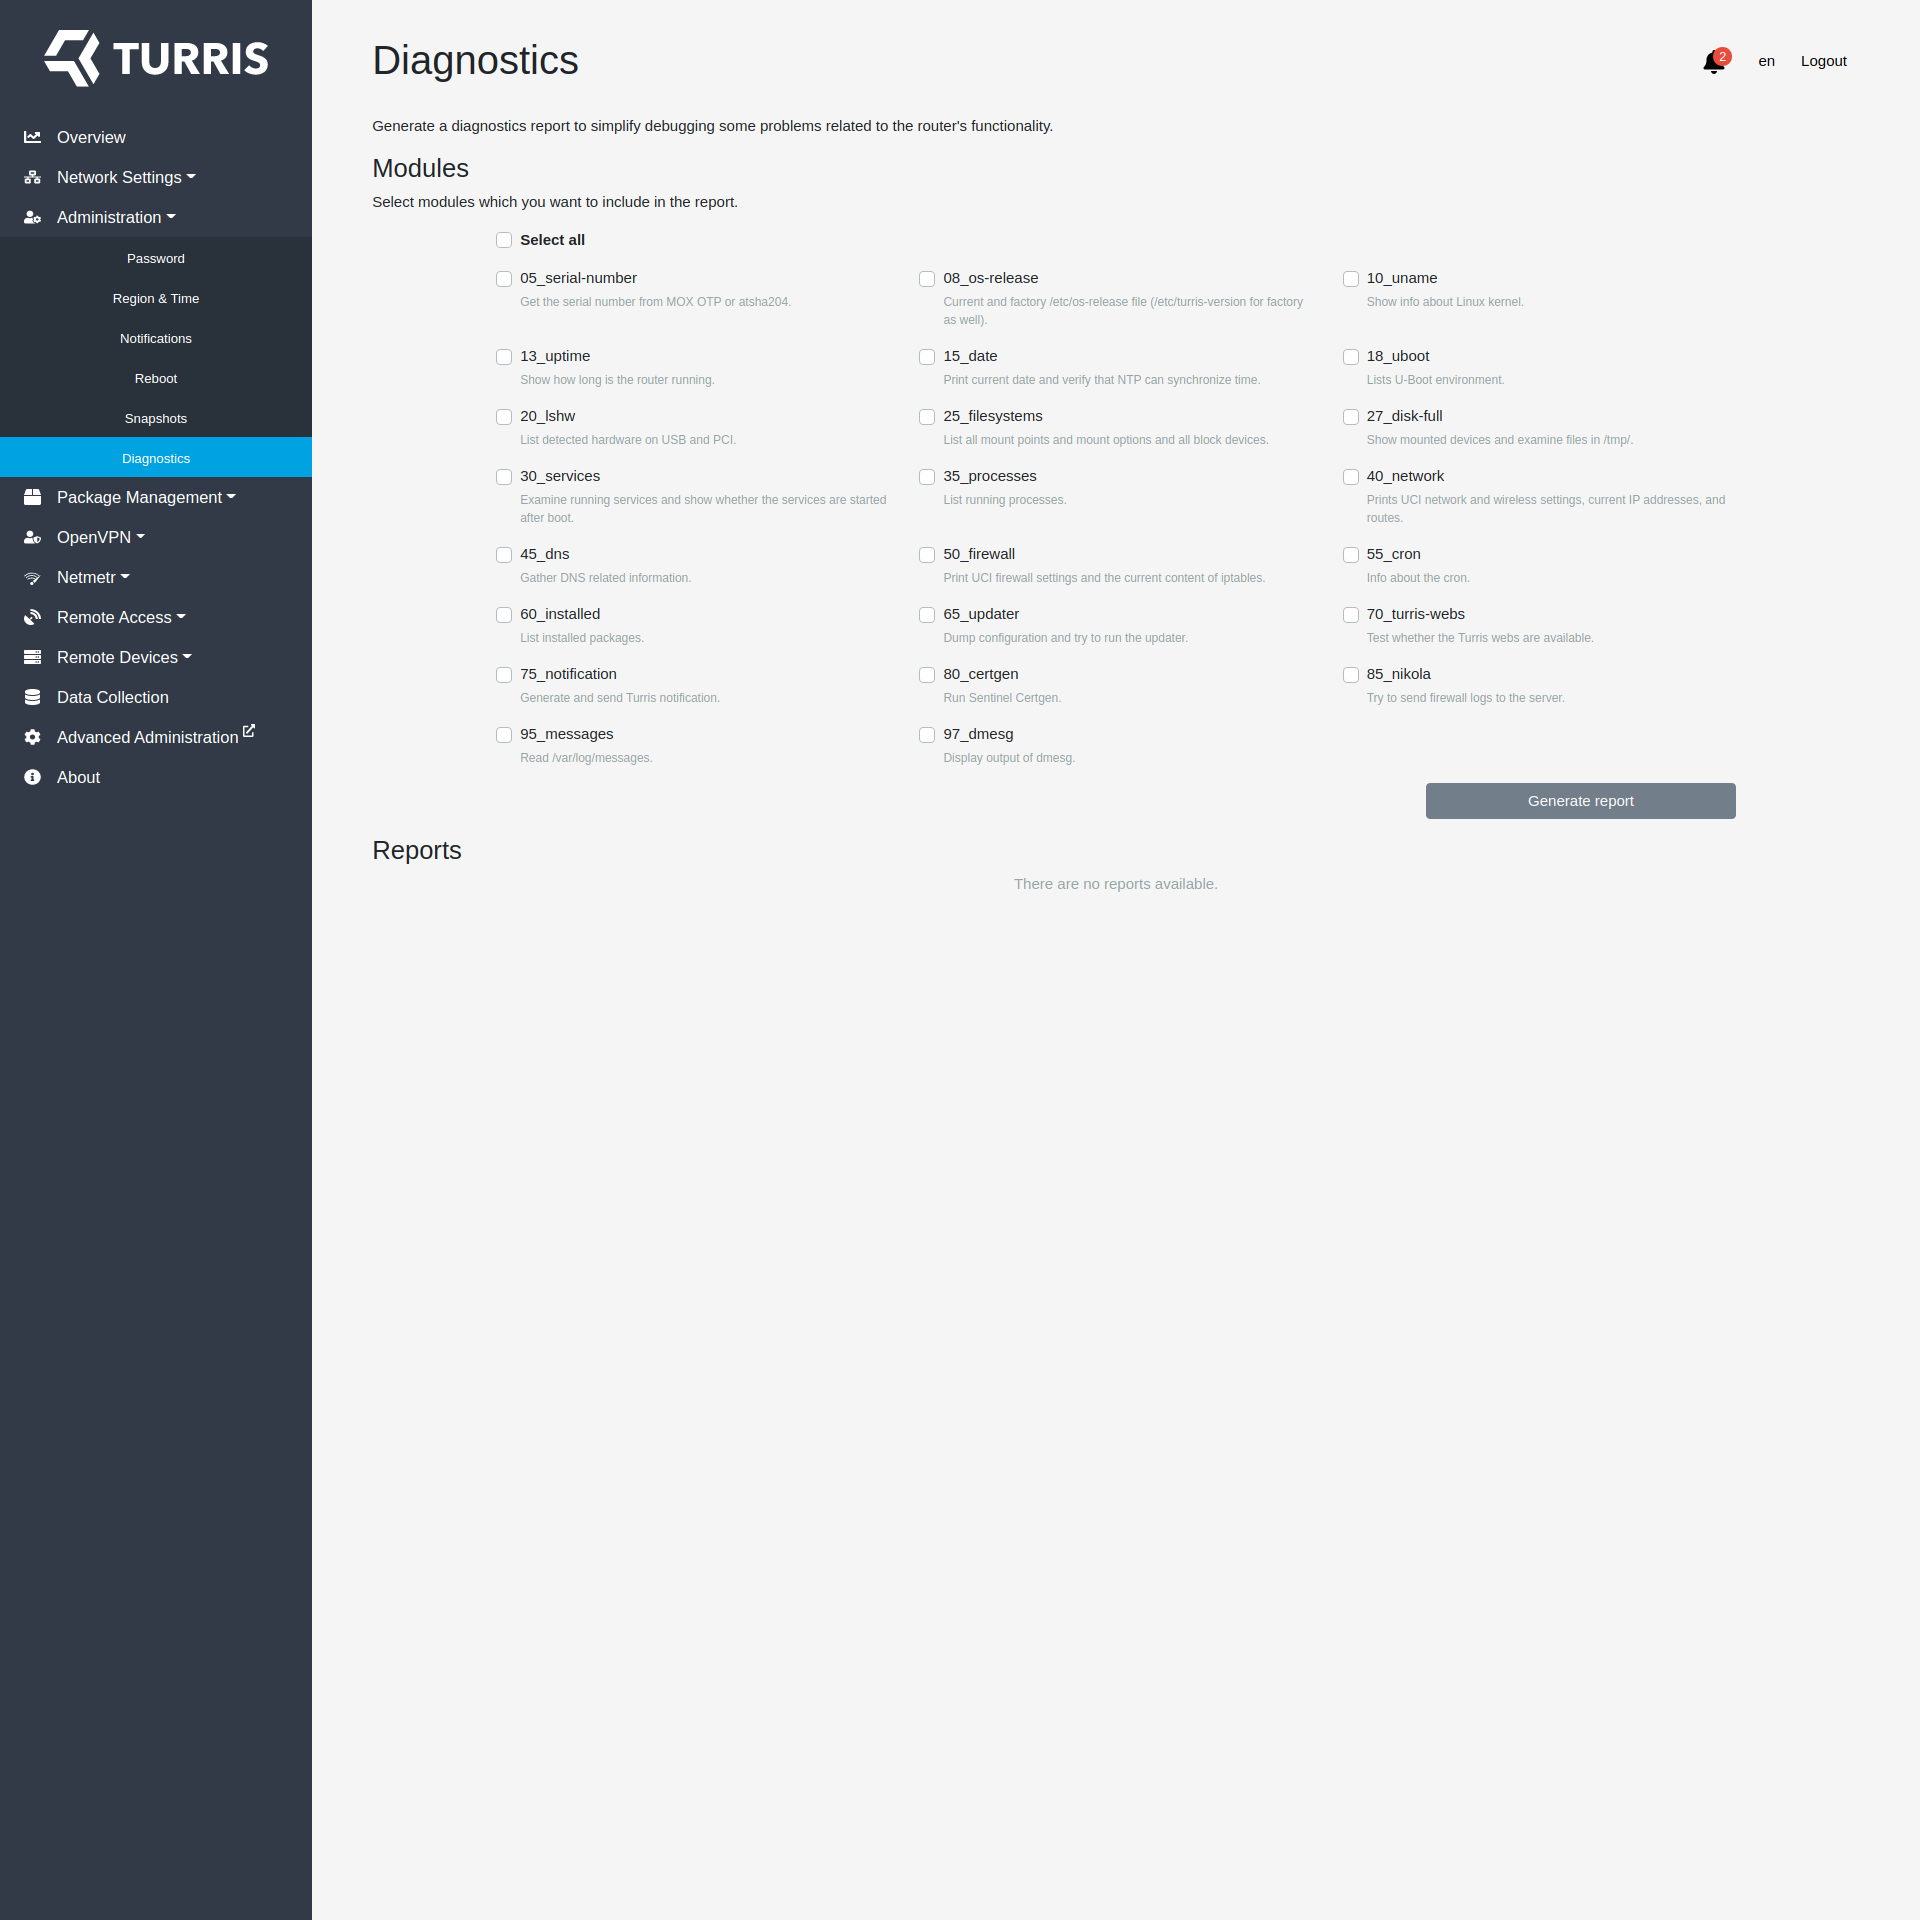 TURRIS
Overview
Network Settings
Administration
Password
Region & Time
Notifications
Reboot
Snapshots
Diagnostics
Package Management
OpenVPN
Netmetr
Remote Access
Remote Devices
Data Collection
Advanced Administration
About
Diagnostics
2
en
Logout
Generate a diagnostics report to simplify debugging some problems related to the router's functionality.
Modules
Select modules which you want to include in the report.
Select all
05_serial-number
Get the serial number from MOX OTP or atsha204.
08_os-release
Current and factory /etc/os-release file (/etc/turris-version for factory
as well).
10_uname
Show info about Linux kernel.
13_uptime
Show how long is the router running.
15_date
Print current date and verify that NTP can synchronize time.
18_uboot
Lists U-Boot environment.
20_lshw
List detected hardware on USB and PCI.
25_filesystems
List all mount points and mount options and all block devices.
27_disk-full
Show mounted devices and examine files in /tmp/.
30_services
Examine running services and show whether the services are started
after boot.
35_processes
List running processes.
40_network
Prints UCI network and wireless settings, current IP addresses, and
routes.
45_dns
Gather DNS related information.
50_firewall
Print UCI firewall settings and the current content of iptables.
55_cron
Info about the cron.
60_installed
List installed packages.
65_updater
Dump configuration and try to run the updater.
70_turris-webs
Test whether the Turris webs are available.
75_notification
Generate and send Turris notification.
80_certgen
Run Sentinel Certgen.
85_nikola
Try to send firewall logs to the server.
95_messages
Read /var/log/messages.
97_dmesg
Display output of dmesg.
Generate report
Reports
There are no reports available.